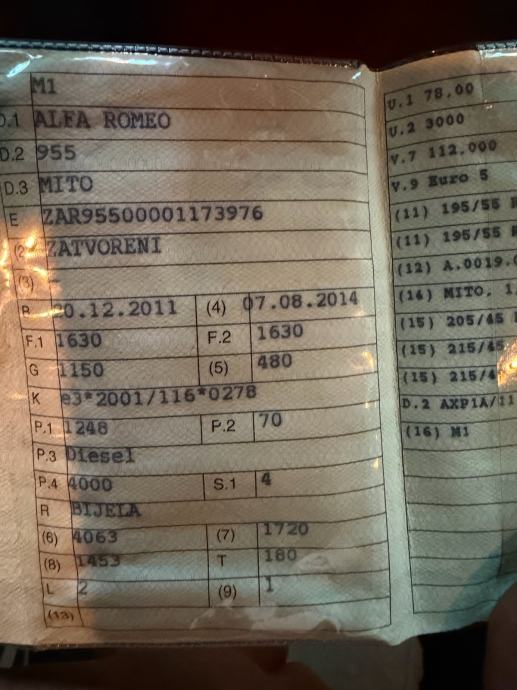 M1
D.1 ALFA ROMEO
D.2 955
D.3 MITO
E ZAR95500001173976
(2) ZATVORENI
(3)
B 20.12.2011 (4) 07.08.2014
F.1 1630 F.2 1630
G 1150 (5) 480
K e3*2001/116*0278
P.1 1248 P.2 70
P.3 Diesel
P.4 4000 S.1 4
R BIJELA
(6) 4063 (7) 1720
(8) 1453 T 180
L 2 (9) 1
(13)
U.1 78.00
U.2 3000
V.7 112.000
V.9 Euro 5
(11) 195/55
(11) 195/55
(12) A.0019.
(14) MITO.
(15) 205/45
(15) 215/45
(15) 215/4
D.2 AXP1A/11
(16) M1